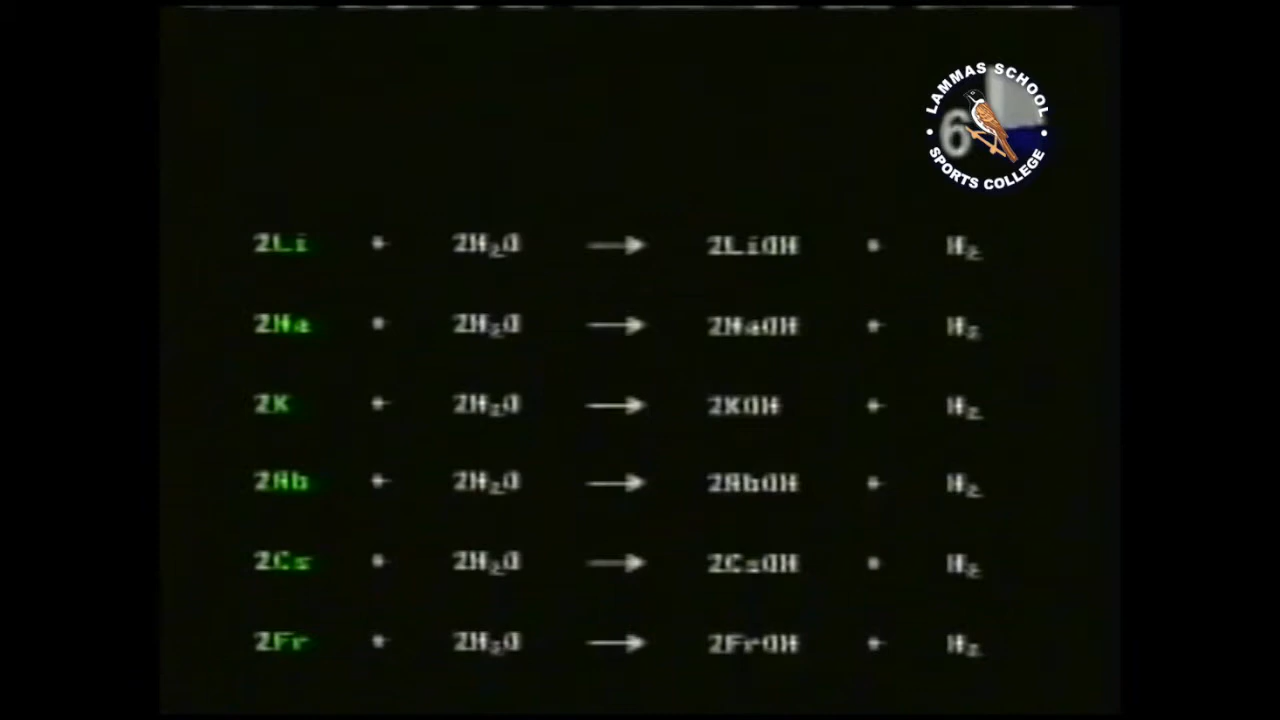 LAMMAS SCHOOL
6
SPORTS COLLEGE
2Li + 2H₂O → 2LiOH + H₂
2Na + 2H₂O → 2NaOH + H₂
2K + 2H₂O → 2KOH + H₂
2Rb + 2H₂O → 2RbOH + H₂
2Cs + 2H₂O → 2CsOH + H₂
2Fr + 2H₂O → 2FrOH + H₂